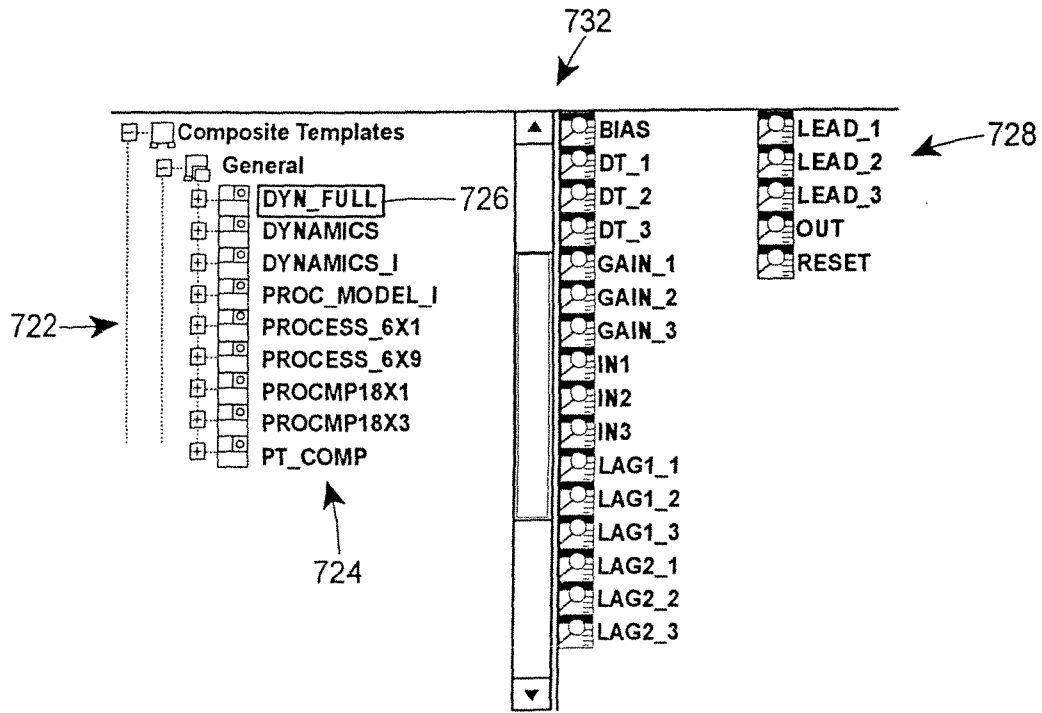 732
Composite Templates
General
DYN_FULL
726
DYNAMICS
DYNAMICS_I
PROC_MODEL_I
722
PROCESS_6X1
PROCESS_6X9
PROCMP18X1
PROCMP18X3
PT_COMP
724
BIAS
DT_1
DT_2
DT_3
GAIN_1
GAIN_2
GAIN_3
IN1
IN2
IN3
LAG1_1
LAG1_2
LAG1_3
LAG2_1
LAG2_2
LAG2_3
LEAD_1
LEAD_2
LEAD_3
OUT
RESET
728